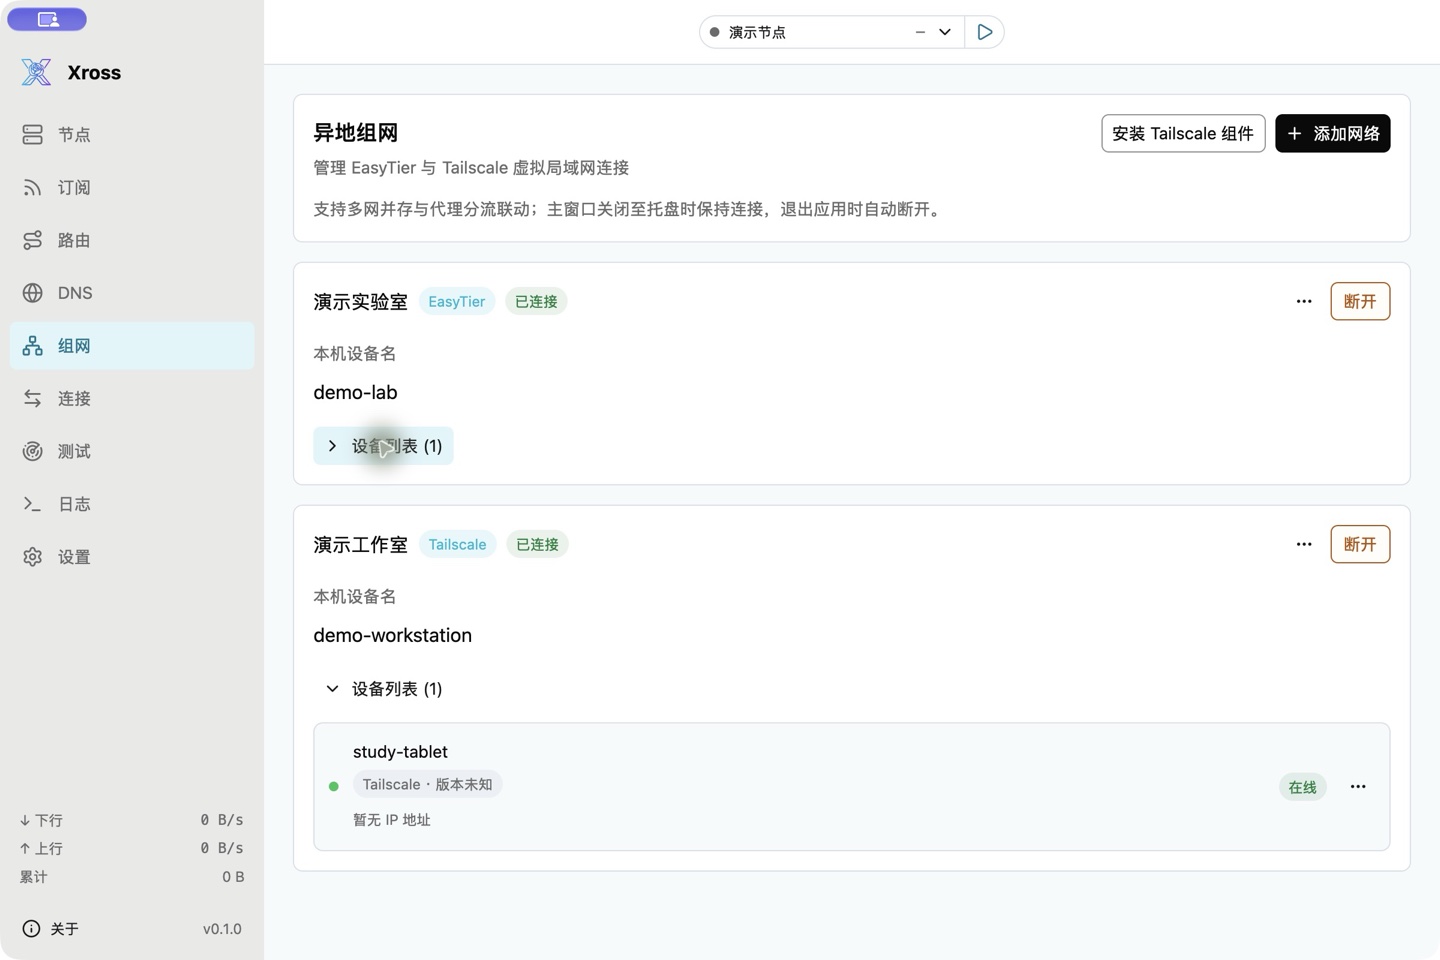 Xross
节点
订阅
路由
DNS
组网
连接
测试
日志
设置
下行 0 B/s
上行 0 B/s
累计 0 B
关于 v0.1.0
演示节点 –
异地组网
安装 Tailscale 组件
+ 添加网络
管理 EasyTier 与 Tailscale 虚拟局域网连接
支持多网并存与代理分流联动；主窗口关闭至托盘时保持连接，退出应用时自动断开。
演示实验室 EasyTier 已连接 ··· 断开
本机设备名
demo-lab
设备列表 (1)
演示工作室 Tailscale 已连接 ··· 断开
本机设备名
demo-workstation
设备列表 (1)
study-tablet
Tailscale · 版本未知
在线 ···
暂无 IP 地址